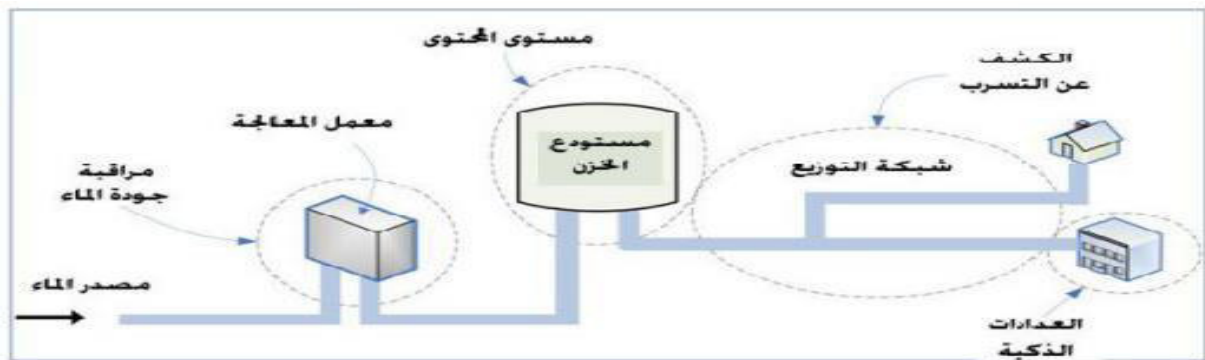 مستوى المحتوى
الكشف
عن التسرب
معمل المعالجة
مستودع
الخزن
شبكة التوزيع
مراقبة
جودة الماء
مصدر الماء
العدادات
الذكية